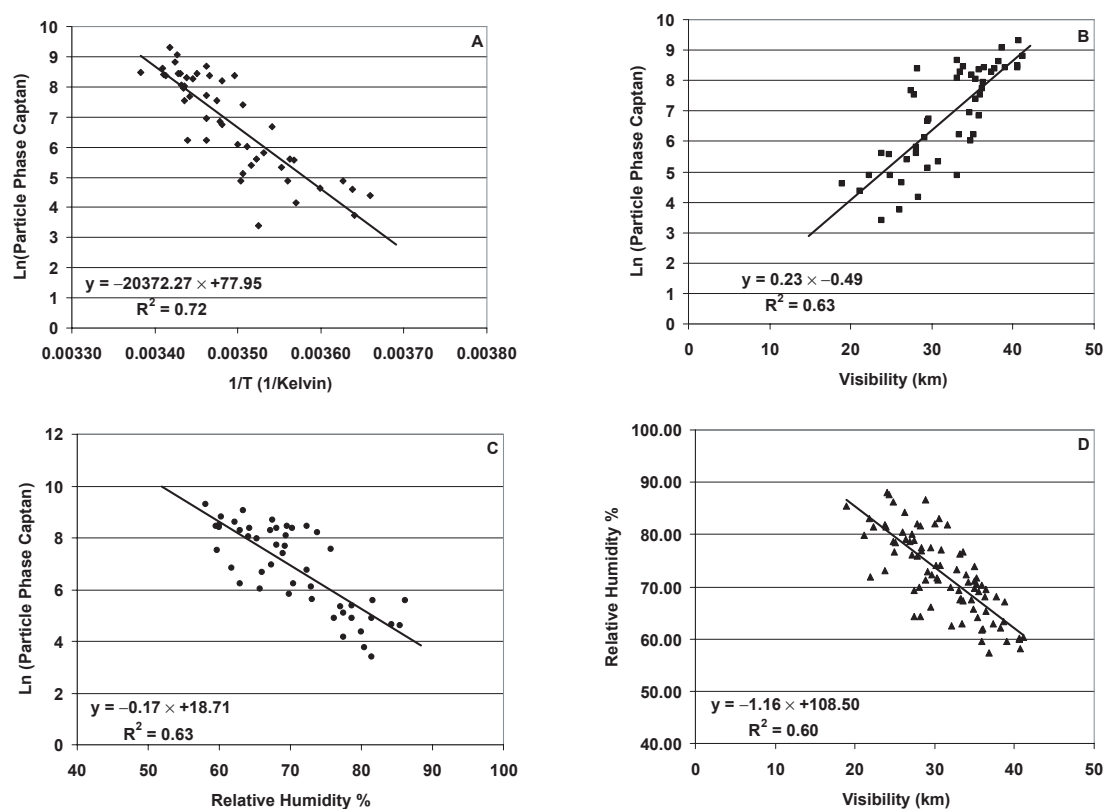 A
Ln(Particle Phase Captan)
10
9
8
7
6
5
4
3
2
1
0
y = −20372.27 × +77.95
R² = 0.72
0.00330 0.00340 0.00350 0.00360 0.00370 0.00380
1/T (1/Kelvin)
B
Ln (Particle Phase Captan)
10
9
8
7
6
5
4
3
2
1
0
y = 0.23 × −0.49
R² = 0.63
0 10 20 30 40 50
Visibility (km)
C
Ln (Particle Phase Captan)
12
10
8
6
4
2
0
y = −0.17 × +18.71
R² = 0.63
40 50 60 70 80 90 100
Relative Humidity %
D
Relative Humidity %
100.00
90.00
80.00
70.00
60.00
50.00
40.00
y = −1.16 × +108.50
R² = 0.60
0 10 20 30 40 50
Visibility (km)